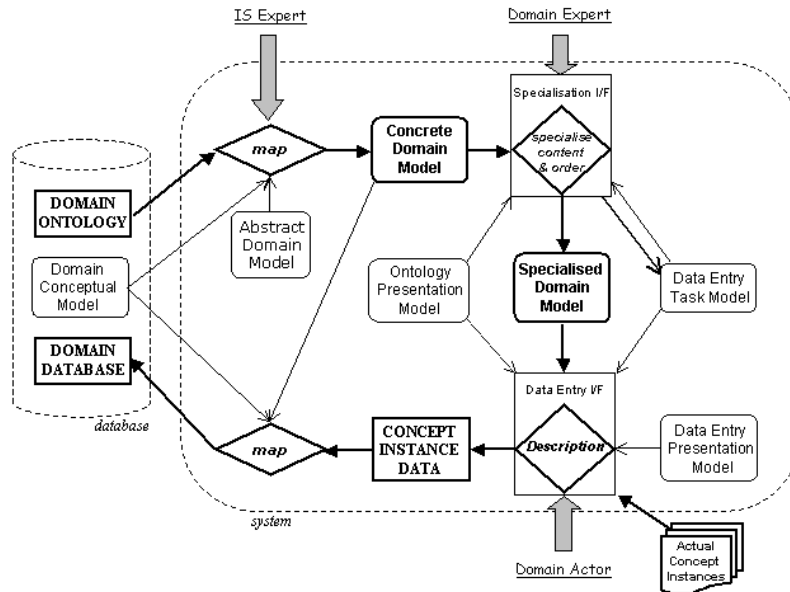 IS Expert
Domain Expert
Specialisation I/F
map
Concrete
Domain
Model
specialise
content
& order
DOMAIN
ONTOLOGY
Abstract
Domain
Model
Domain
Conceptual
Model
Ontology
Presentation
Model
Specialised
Domain
Model
Data Entry
Task Model
DOMAIN
DATABASE
Data Entry I/F
database
map
CONCEPT
INSTANCE
DATA
Description
Data Entry
Presentation
Model
system
Domain Actor
Actual
Concept
Instances